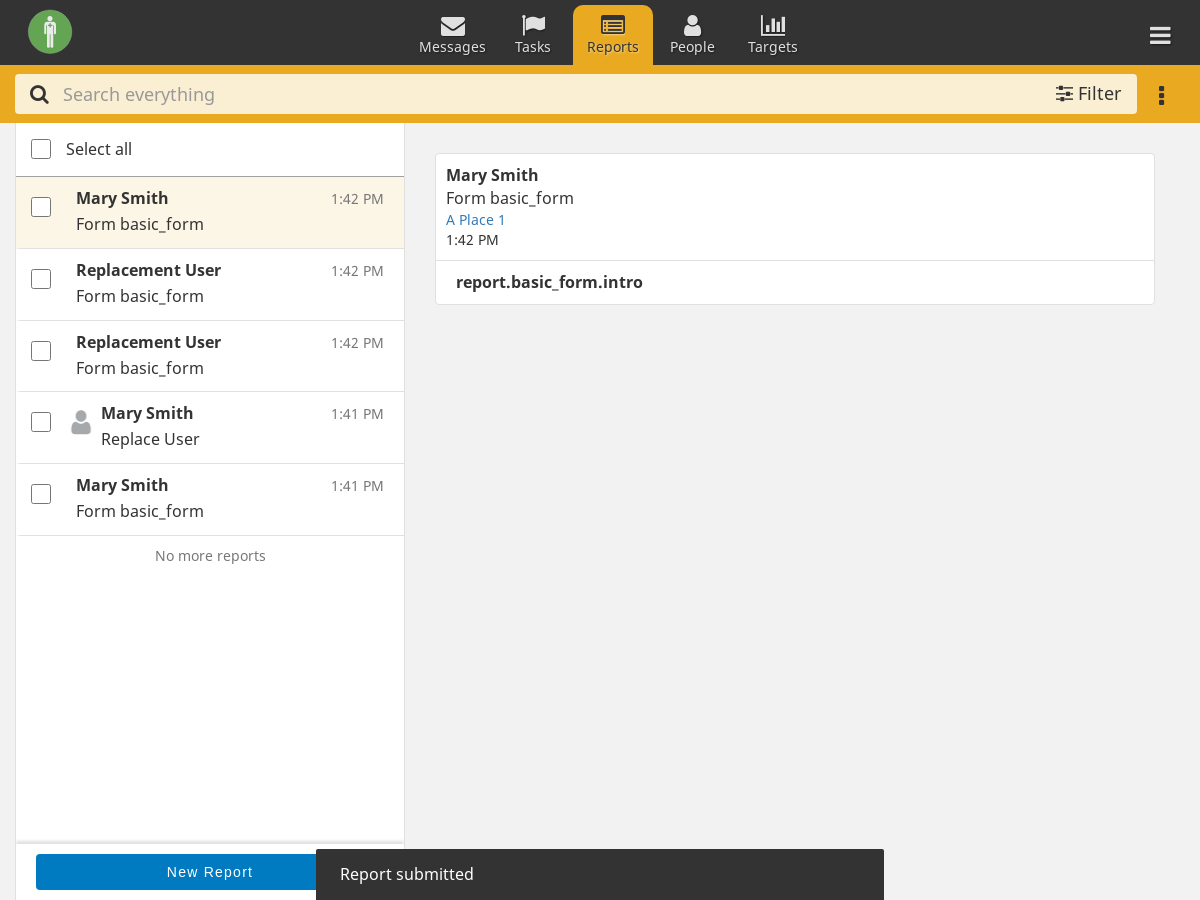 Messages
Tasks
Reports
People
Targets
Search everything
Filter
Select all
Mary Smith 1:42 PM
Form basic_form
Replacement User 1:42 PM
Form basic_form
Replacement User 1:42 PM
Form basic_form
Mary Smith 1:41 PM
Replace User
Mary Smith 1:41 PM
Form basic_form
No more reports
New Report
Mary Smith
Form basic_form
A Place 1
1:42 PM
report.basic_form.intro
Report submitted